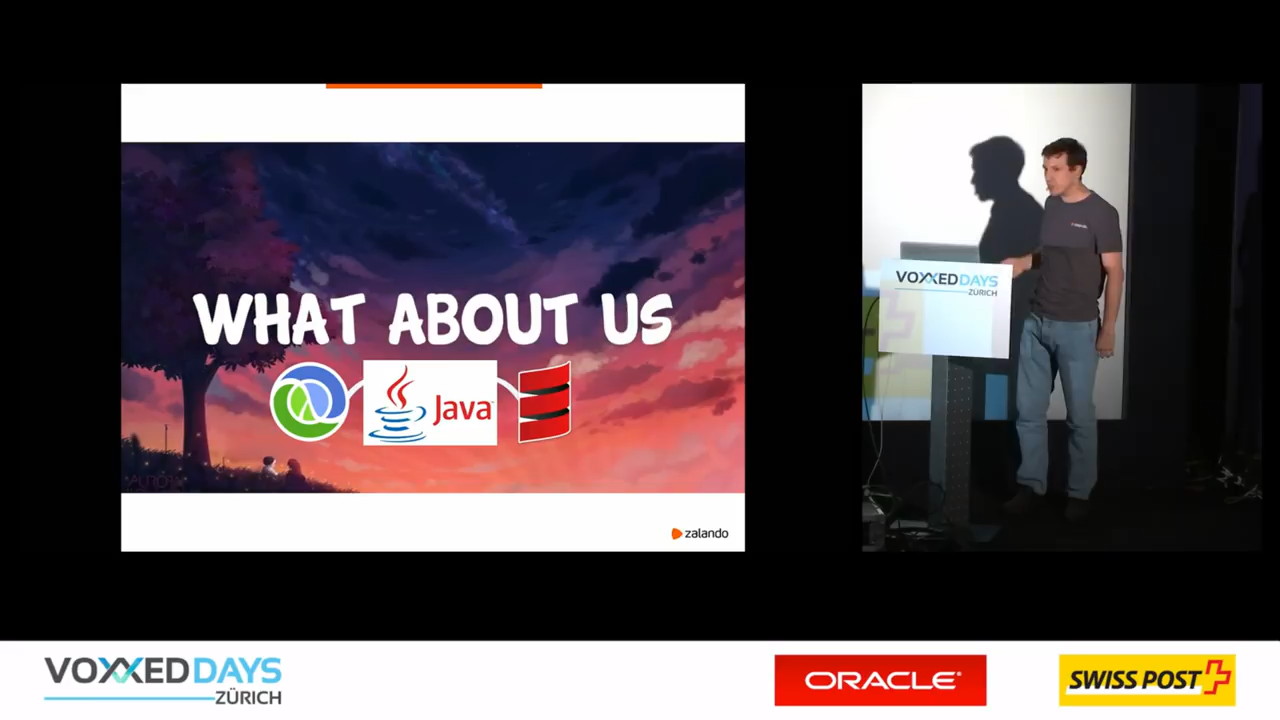 WHAT ABOUT US
Java
zalando
VOXXED DAYS
ZÜRICH
VOXXED DAYS
ZÜRICH
ORACLE
SWISS POST